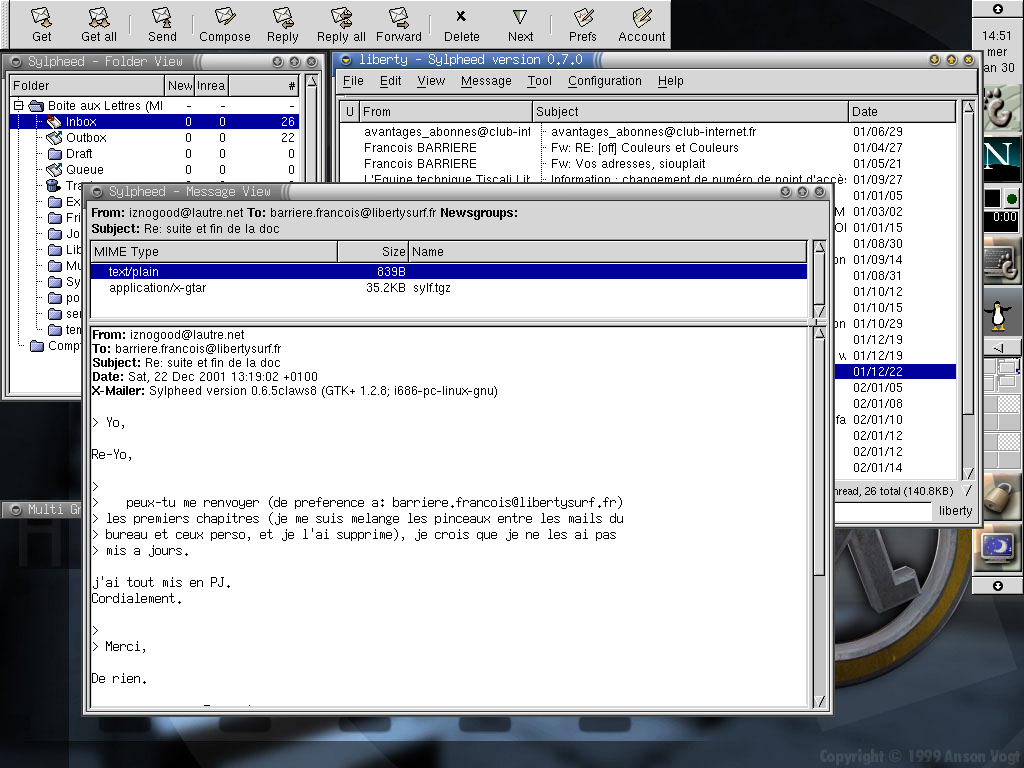 Get Get all Send Compose Reply Reply all Forward Delete Next Prefs Account
14:51
mer
an 30
N
0:00
Sylpheed - Folder View
Folder New Unrea #
Boite aux Lettres (MI - - -
Inbox 0 0 26
Outbox 0 0 22
Draft 0 0 0
Queue 0 0 0
Tra
Ex
Fri
Jo
Lib
Mu
Sy
po
sen
tem
Compt
Multi Gr
liberty - Sylpheed version 0.7.0
File Edit View Message Tool Configuration Help
U From Subject Date
avantages_abonnes@club-inf avantages_abonnes@club-internet.fr 01/06/29
Francois BARRIERE Fw: RE: [off] Couleurs et Couleurs 01/04/27
Francois BARRIERE Fw: Vos adresses, siouplait 01/05/21
L'Equipe technique Tiscali Lib Information : changement de numéro de point d'accès 01/09/27
01/01/05
M 01/03/02
01/01/15
01/08/30
on 01/09/14
01/08/31
01/10/12
01/10/15
on 01/10/29
01/12/19
w 01/12/19
01/12/22
02/01/05
02/01/08
fa 02/01/10
02/01/12
02/01/12
02/01/14
nread, 26 total (140.8KB)
liberty
Sylpheed - Message View
From: iznogood@lautre.net To: barriere.francois@libertysurf.fr Newsgroups:
Subject: Re: suite et fin de la doc
MIME Type Size Name
text/plain 839B
application/x-gtar 35.2KB sylf.tgz
From: iznogood@lautre.net
To: barriere.francois@libertysurf.fr
Subject: Re: suite et fin de la doc
Date: Sat, 22 Dec 2001 13:19:02 +0100
X-Mailer: Sylpheed version 0.6.5claws8 (GTK+ 1.2.8; i686-pc-linux-gnu)
> Yo,
Re-Yo,
>
> peux-tu me renvoyer (de preference a: barriere.francois@libertysurf.fr)
> les premiers chapitres (je me suis melange les pinceaux entre les mails du
> bureau et ceux perso, et je l'ai supprime), je crois que je ne les ai pas
> mis a jours.
j'ai tout mis en PJ.
Cordialement.
>
> Merci,
De rien.
Copyright © 1999 Anson Vogt